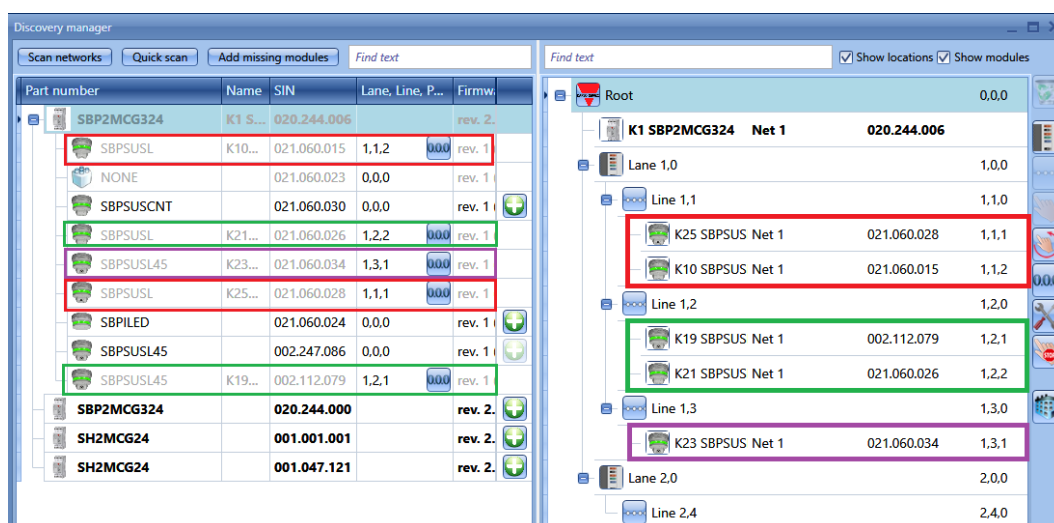 Discovery manager
Scan networks Quick scan Add missing modules Find text
Part number Name SIN Lane, Line, P... Firmw
SBP2MCG324 K1 S... 020.244.006 rev. 2.
SBPSUSL K10... 021.060.015 1,1,2 0.0.0 rev. 1
NONE 021.060.023 0,0,0 rev. 1
SBPSUSCNT 021.060.030 0,0,0 rev. 1
SBPSUSL K21... 021.060.026 1,2,2 0.0.0 rev. 1
SBPSUSL45 K23... 021.060.034 1,3,1 0.0.0 rev. 1
SBPSUSL K25... 021.060.028 1,1,1 0.0.0 rev. 1
SBPILED 021.060.024 0,0,0 rev. 1
SBPSUSL45 002.247.086 0,0,0 rev. 1
SBPSUSL45 K19... 002.112.079 1,2,1 0.0.0 rev. 1
SBP2MCG324 020.244.000 rev. 2.
SH2MCG24 001.001.001 rev. 2.
SH2MCG24 001.047.121 rev. 2.
Find text Show locations Show modules
Root 0,0,0
K1 SBP2MCG324 Net 1 020.244.006
Lane 1,0 1,0,0
Line 1,1 1,1,0
K25 SBPSUS Net 1 021.060.028 1,1,1
K10 SBPSUS Net 1 021.060.015 1,1,2
Line 1,2 1,2,0
K19 SBPSUS Net 1 002.112.079 1,2,1
K21 SBPSUS Net 1 021.060.026 1,2,2
Line 1,3 1,3,0
K23 SBPSUS Net 1 021.060.034 1,3,1
Lane 2,0 2,0,0
Line 2,4 2,4,0
0.0.
STOP